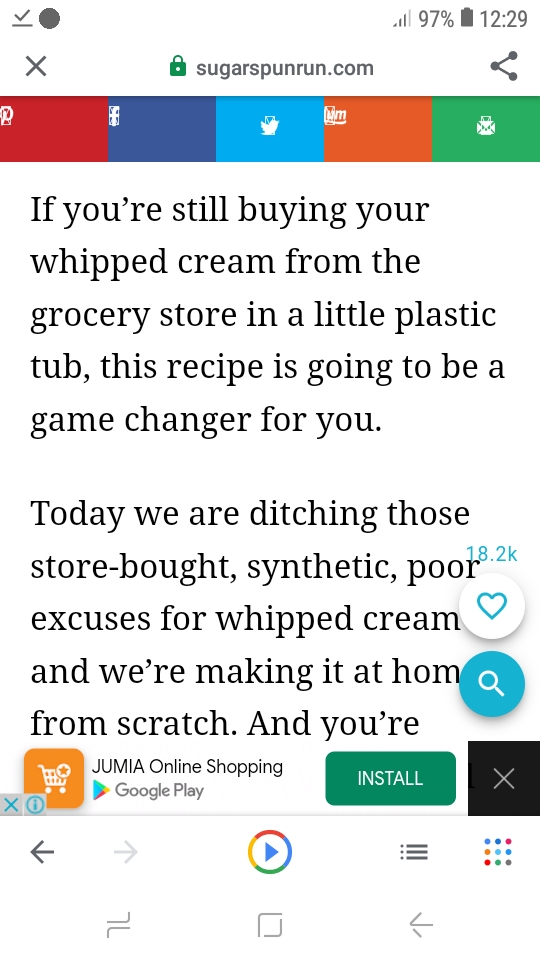 97% 12:29
sugarspunrun.com
If you’re still buying your
whipped cream from the
grocery store in a little plastic
tub, this recipe is going to be a
game changer for you.
Today we are ditching those
18.2k
store-bought, synthetic, poor
excuses for whipped cream
and we’re making it at hom
from scratch. And you’re
JUMIA Online Shopping
Google Play
INSTALL